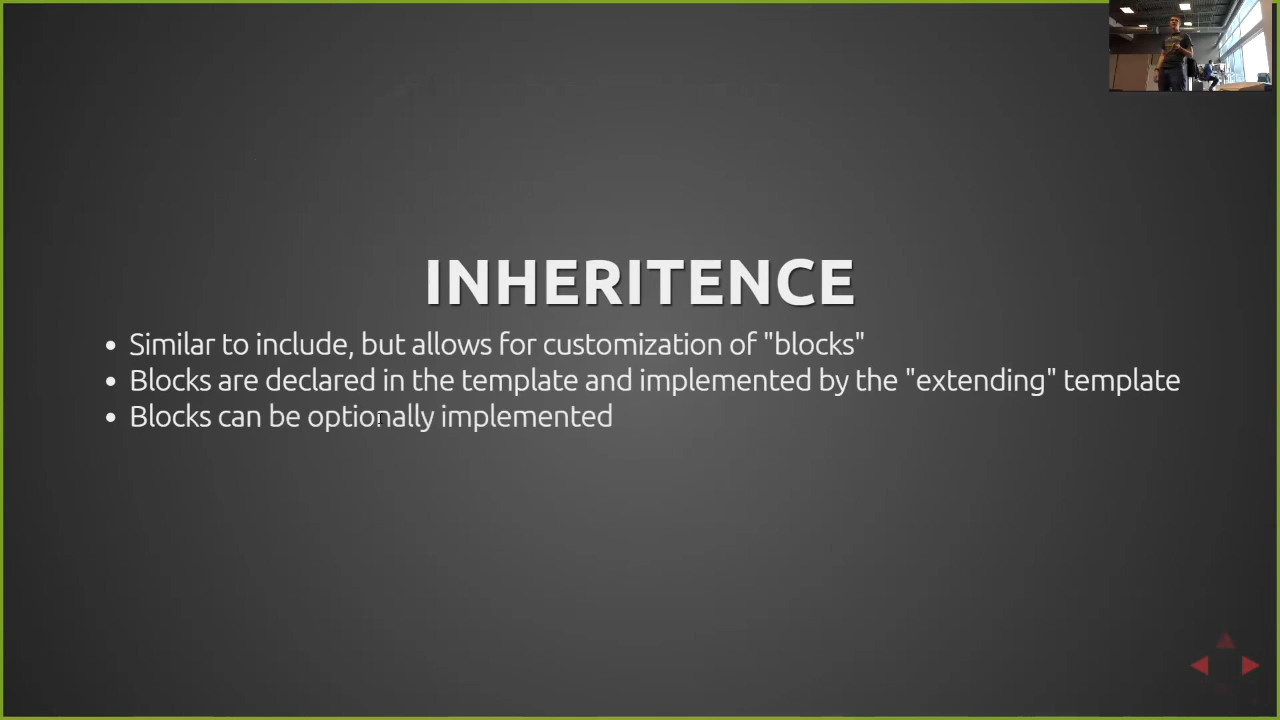 INHERITENCE
Similar to include, but allows for customization of "blocks"
Blocks are declared in the template and implemented by the "extending" template
Blocks can be optionally implemented